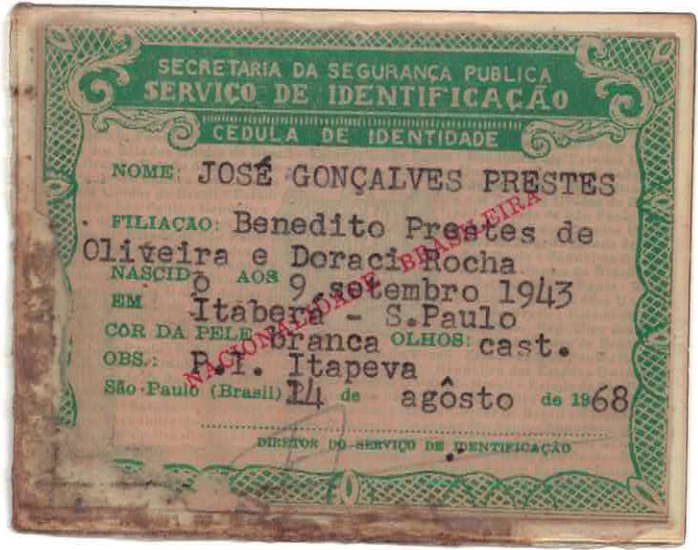 SECRETARIA DA SEGURANÇA PUBLICA
SERVIÇO DE IDENTIFICAÇÃO
CEDULA DE IDENTIDADE
NOME: JOSÉ GONÇALVES PRESTES
FILIAÇÃO: Benedito Prestes de
Oliveira e Doraci Rocha
NASCIDO AOS 9, setembro 1943
EM Itaberá - S.Paulo
COR DA PELE branca OLHOS: cast.
OBS.: P.I. Itapeva
São Paulo (Brasil) 14 de agôsto de 1968
DIRETOR DO SERVIÇO DE IDENTIFICAÇÃO
NACIONALIDADE BRASILEIRA